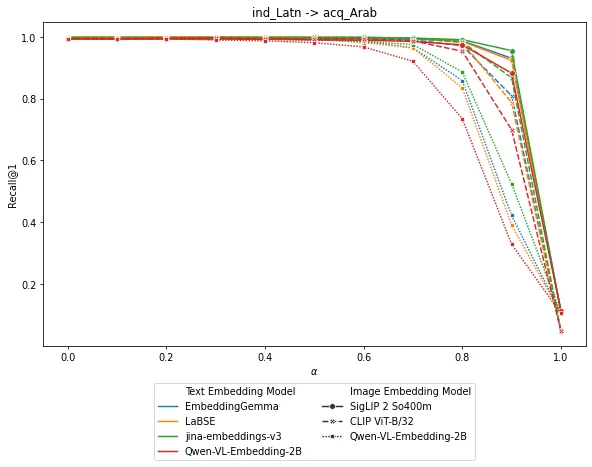 ind_Latn -> acq_Arab
Recall@1
1.0
0.8
0.6
0.4
0.2
0.0 0.2 0.4 0.6 0.8 1.0
α
Text Embedding Model
EmbeddingGemma
LaBSE
jina-embeddings-v3
Qwen-VL-Embedding-2B
Image Embedding Model
SigLIP 2 So400m
CLIP ViT-B/32
Qwen-VL-Embedding-2B